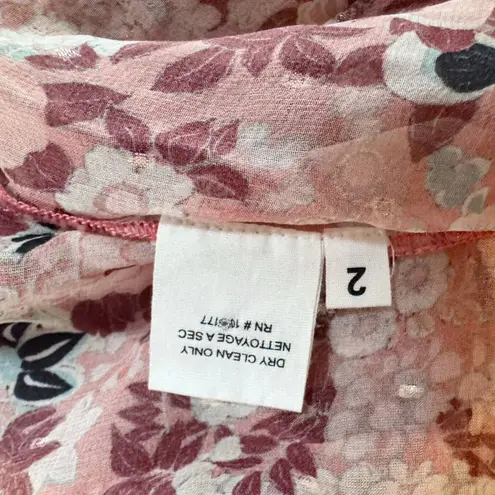 DRY CLEAN ONLY
NETTOYAGE A SEC
RN #
2